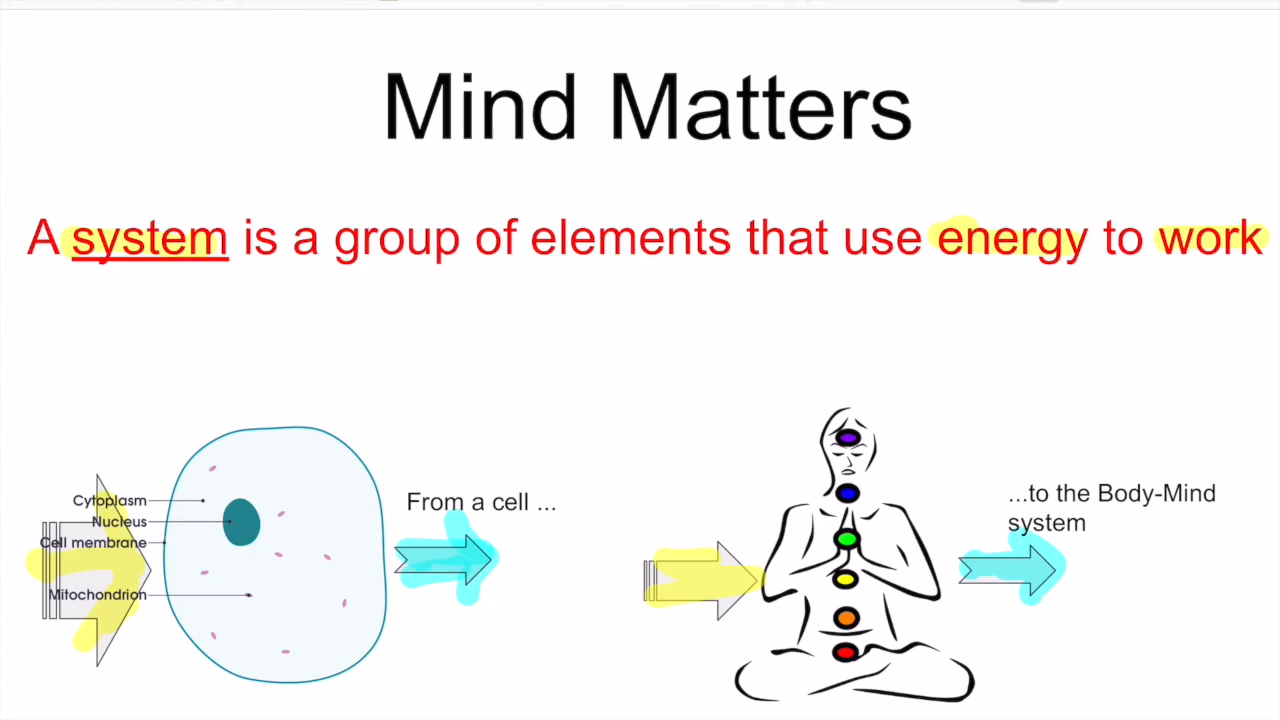 Mind Matters
A system is a group of elements that use energy to work
Cytoplasm
Nucleus
Cell membrane
Mitochondrion
From a cell ...
...to the Body-Mind
system